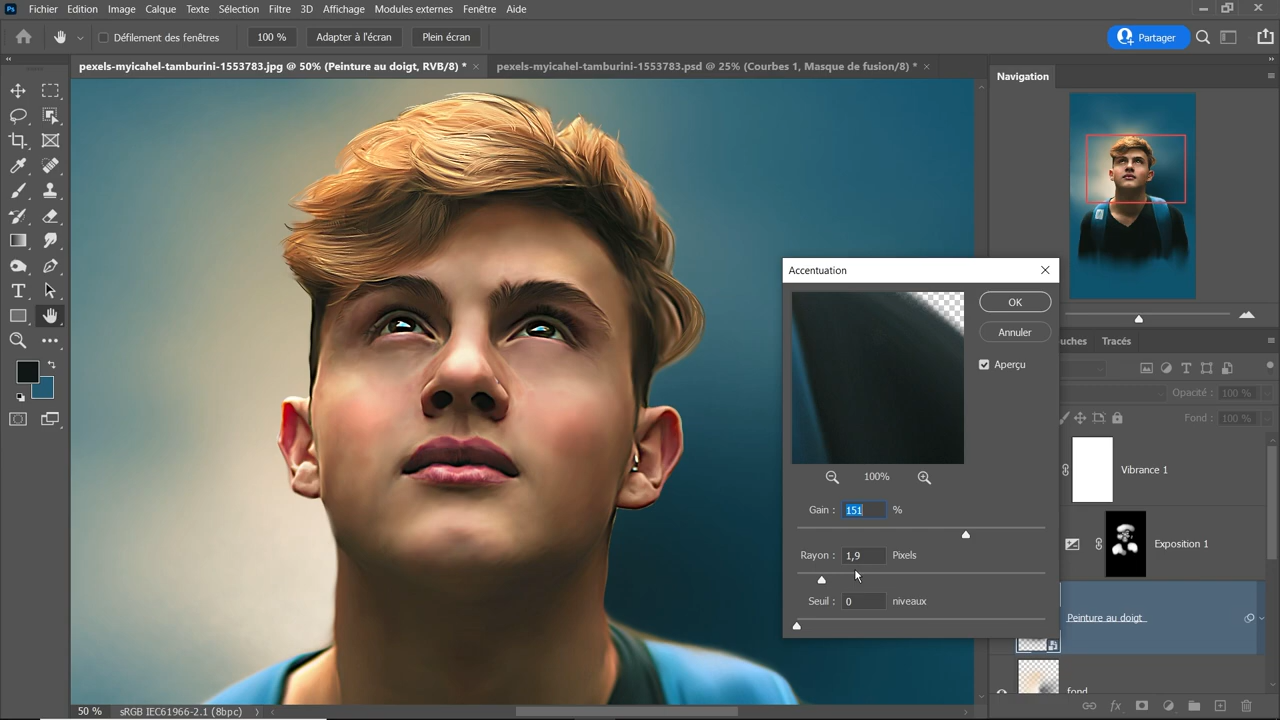 Ps Fichier Edition Image Calque Texte Sélection Filtre 3D Affichage Modules externes Fenêtre Aide
Défilement des fenêtres 100 % Adapter à l'écran Plein écran Partager
pexels-myicahel-tamburini-1553783.jpg @ 50% (Peinture au doigt, RVB/8) * × pexels-myicahel-tamburini-1553783.psd @ 25% (Courbes 1, Masque de fusion/8) * ×
Navigation
Accentuation
OK
Annuler
Aperçu
100%
Gain : 151 %
Rayon : 1,9 Pixels
Seuil : 0 niveaux
uches Tracés
Opacité : 100 %
Fond : 100 %
Vibrance 1
Exposition 1
Peinture au doigt
fond
fx
50 % sRGB IEC61966-2.1 (8bpc)